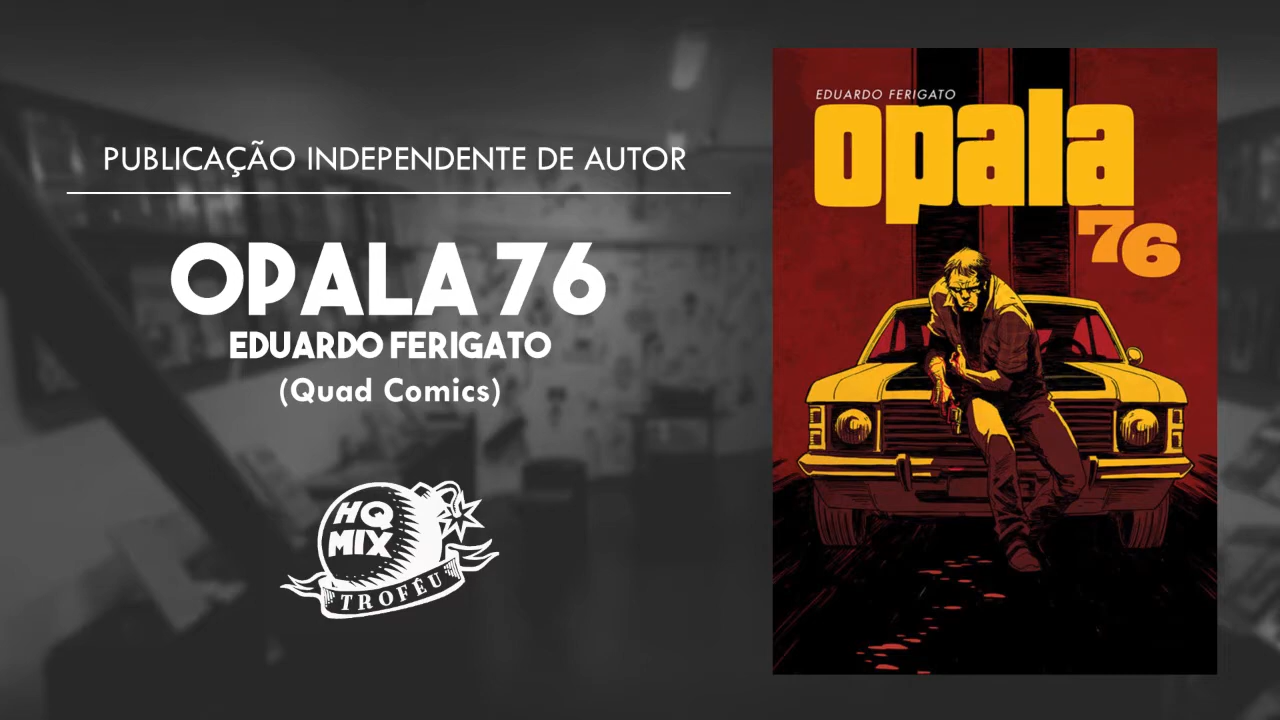 PUBLICAÇÃO INDEPENDENTE DE AUTOR
OPALA 76
EDUARDO FERIGATO
(Quad Comics)
HQ
MIX
TROFÉU
EDUARDO FERIGATO
opala
76